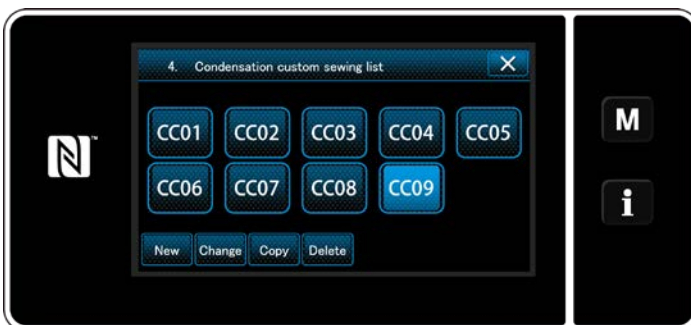 4. Condensation custom sewing list
CC01 CC02 CC03 CC04 CC05
M
CC06 CC07 CC08 CC09
i
New Change Copy Delete